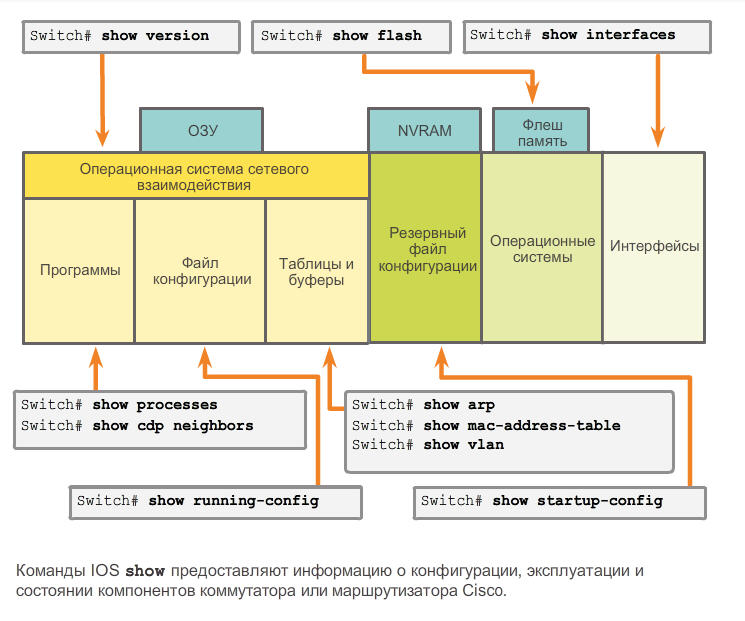 Switch# show version
Switch# show flash
Switch# show interfaces
ОЗУ
NVRAM
Флеш
память
Операционная система сетевого
взаимодействия
Программы
Файл
конфигурации
Таблицы и
буферы
Резервный
файл
конфигурации
Операционные
системы
Интерфейсы
Switch# show processes
Switch# show cdp neighbors
Switch# show arp
Switch# show mac-address-table
Switch# show vlan
Switch# show running-config
Switch# show startup-config
Команды IOS show предоставляют информацию о конфигурации, эксплуатации и
состоянии компонентов коммутатора или маршрутизатора Cisco.